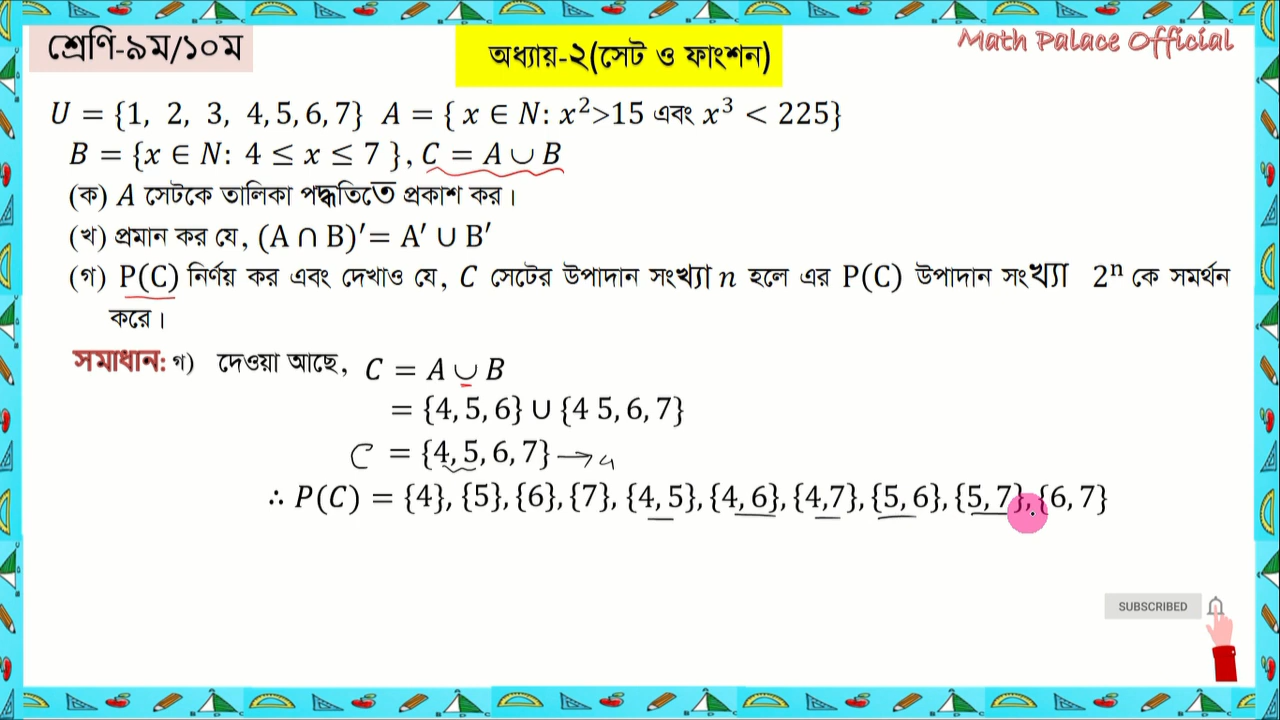 শ্রেণি-৯ম/১০ম
অধ্যায়-২(সেট ও ফাংশন)
Math Palace Official
U = {1, 2, 3, 4, 5, 6, 7} A = { x ∈ N: x²>15 এবং x³ < 225}
B = {x ∈ N: 4 ≤ x ≤ 7 }, C = A ∪ B
(ক) A সেটকে তালিকা পদ্ধতিতে প্রকাশ কর।
(খ) প্রমান কর যে, (A ∩ B)′= A′ ∪ B′
(গ) P(C) নির্ণয় কর এবং দেখাও যে, C সেটের উপাদান সংখ্যা n হলে এর P(C) উপাদান সংখ্যা 2ⁿ কে সমর্থন
করে।
সমাধান: গ) দেওয়া আছে, C = A ∪ B
= {4, 5, 6} ∪ {4 5, 6, 7}
C = {4, 5, 6, 7} → 4
∴ P(C) = {4}, {5}, {6}, {7}, {4, 5}, {4, 6}, {4,7}, {5, 6}, {5, 7}, {6, 7}
SUBSCRIBED